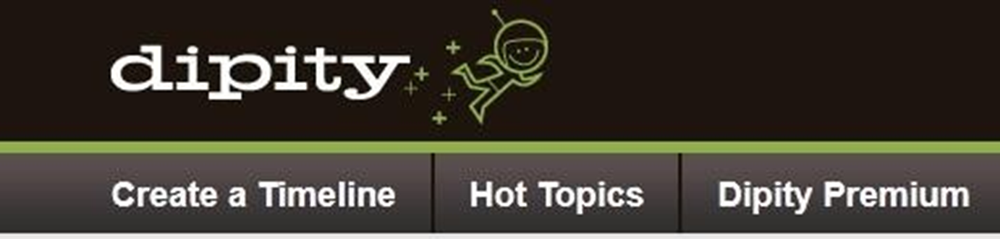 dipity
Create a Timeline
Hot Topics
Dipity Premium